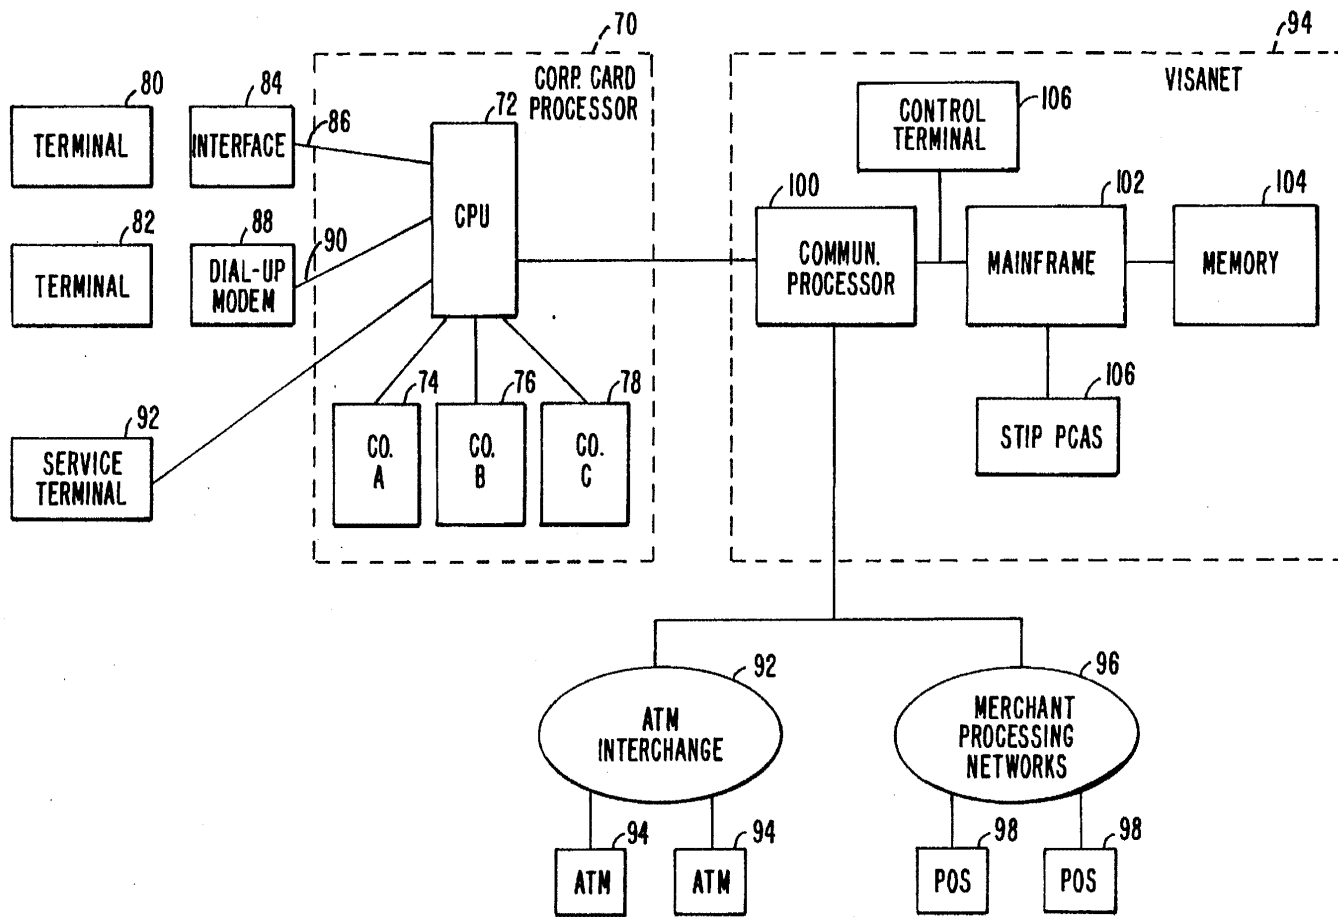 70
94
CORP. CARD
PROCESSOR
VISANET
80
84
86
72
106
TERMINAL
INTERFACE
CONTROL
TERMINAL
82
88
90
CPU
100
102
104
TERMINAL
DIAL-UP
MODEM
COMMUN.
PROCESSOR
MAINFRAME
MEMORY
92
74
76
78
106
SERVICE
TERMINAL
CO.
A
CO.
B
CO.
C
STIP PCAS
92
96
ATM
INTERCHANGE
MERCHANT
PROCESSING
NETWORKS
94
94
98
98
ATM
ATM
POS
POS